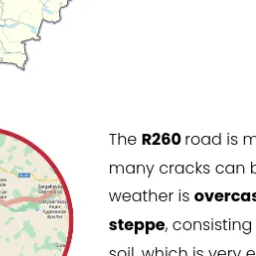 The R260 road is m
many cracks can b
weather is overcas
steppe, consisting
soil, which is very e